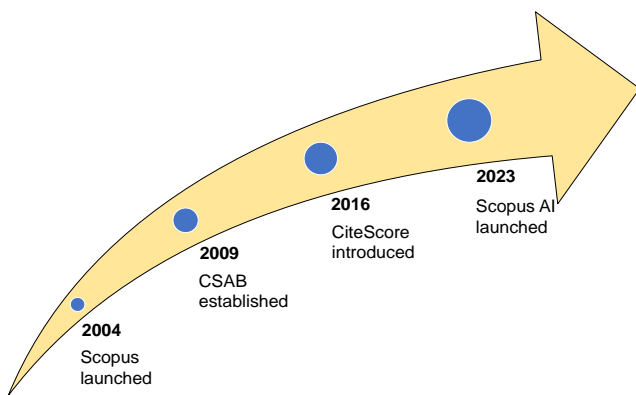 2004
Scopus
launched
2009
CSAB
established
2016
CiteScore
introduced
2023
Scopus AI
launched